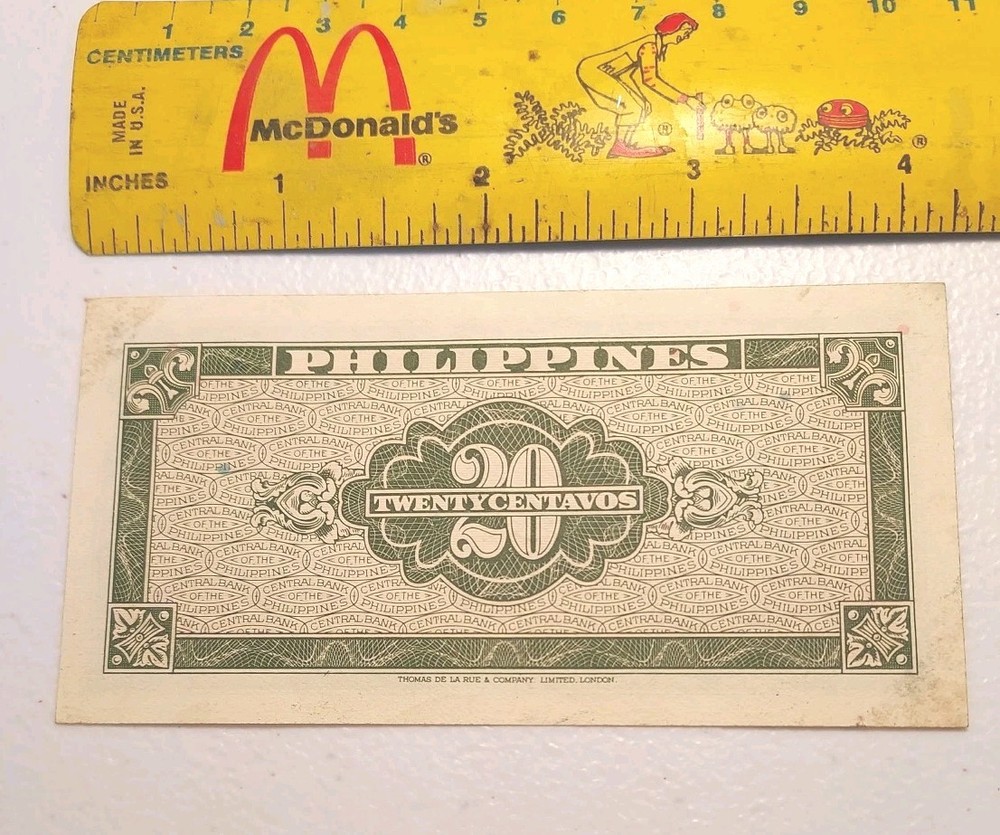 1 2 3 4 5 6 7 8 9 10 11
CENTIMETERS
MADE
IN U.S.A.
McDonald's®
®
®
INCHES
1 2 3 4
PHILIPPINES
CENTRAL BANK
OF THE
PHILIPPINES
20
TWENTY CENTAVOS
THOMAS DE LA RUE & COMPANY, LIMITED, LONDON.